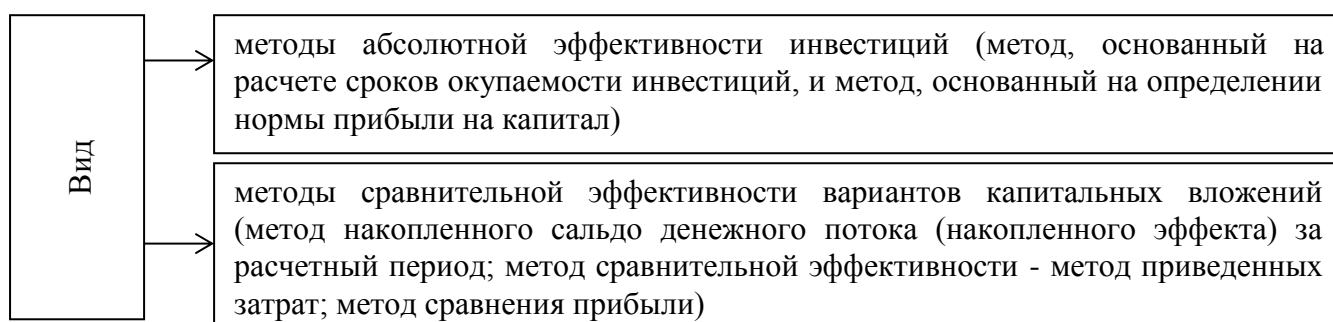 Вид
методы абсолютной эффективности инвестиций (метод, основанный на
расчете сроков окупаемости инвестиций, и метод, основанный на определении
нормы прибыли на капитал)
методы сравнительной эффективности вариантов капитальных вложений
(метод накопленного сальдо денежного потока (накопленного эффекта) за
расчетный период; метод сравнительной эффективности - метод приведенных
затрат; метод сравнения прибыли)